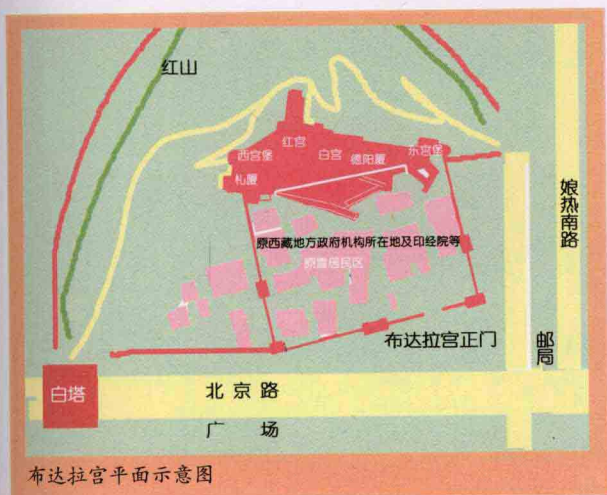 红山
红宫
西宫堡
白宫
德阳厦
东宫堡
札厦
娘热南路
原西藏地方政府机构所在地及印经院等
原雪居民区
布达拉宫正门
邮局
白塔
北京路
广场
布达拉宫平面示意图